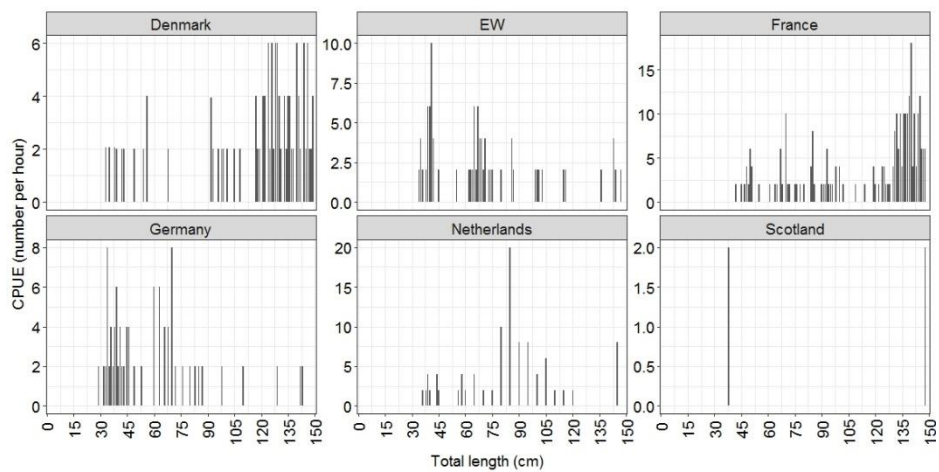 Denmark EW France
6 10.0
4 7.5 15
2 5.0 10
2.5 5
0 0.0 0
Germany Netherlands Scotland
8 20 2.0
6 15 1.5
4 10 1.0
2 5 0.5
0 0 0.0
CPUE (number per hour)
0 15 30 45 60 75 90 105 120 135 150 0 15 30 45 60 75 90 105 120 135 150 0 15 30 45 60 75 90 105 120 135 150
Total length (cm)